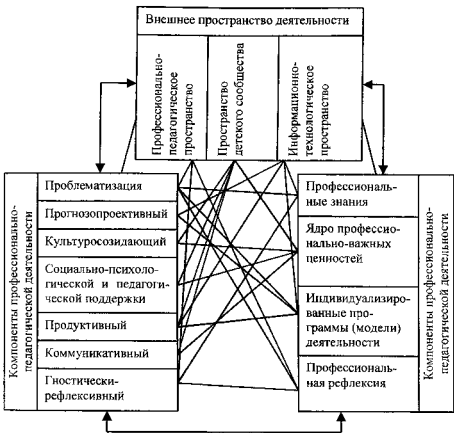 Внешнее пространство деятельности
Профессионально-
педагогическое
пространство
Пространство
детского сообщества
Информационно-
технологическое
пространство
Компоненты профессионально-
педагогической деятельности
Проблематизация
Прогнозопроективный
Культуросозидающий
Социально-психоло-
гической и педагоги-
ческой поддержки
Продуктивный
Коммуникативный
Гностически-
рефлексивный
Профессиональ-
ные знания
Ядро професси-
онально-важных
ценностей
Индивидуализиро-
ванные про-
граммы (модели)
деятельности
Профессиональ-
ная рефлексия
Компоненты профессионально-
педагогической деятельности